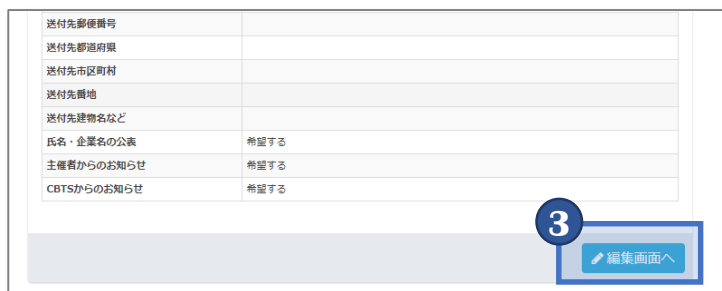 送付先郵便番号
送付先都道府県
送付先市区町村
送付先番地
送付先建物名など
氏名・企業名の公表 希望する
主催者からのお知らせ 希望する
CBTSからのお知らせ 希望する
3
編集画面へ